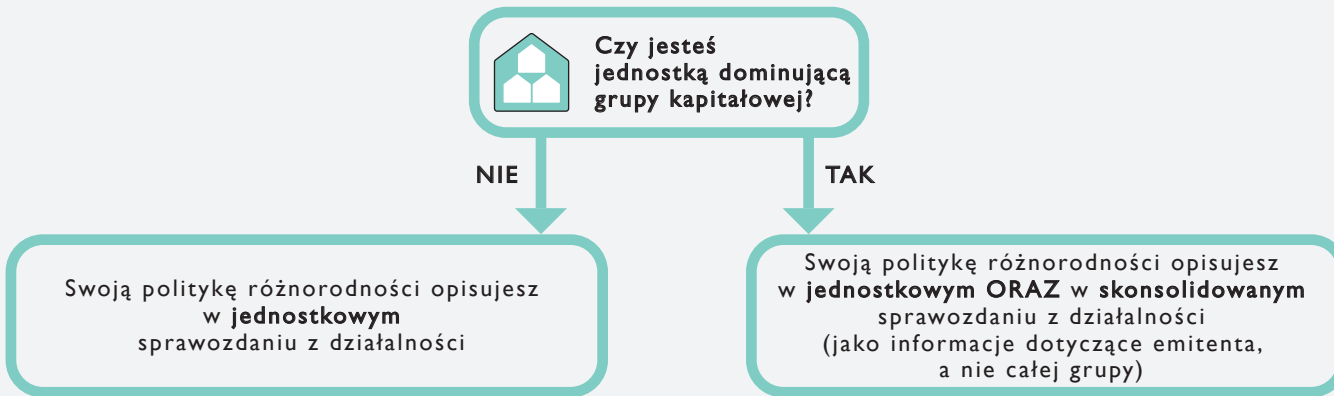 Czy jesteś
jednostką dominującą
grupy kapitałowej?
NIE
TAK
Swoją politykę różnorodności opisujesz
w jednostkowym
sprawozdaniu z działalności
Swoją politykę różnorodności opisujesz
w jednostkowym ORAZ w skonsolidowanym
sprawozdaniu z działalności
(jako informacje dotyczące emitenta,
a nie całej grupy)